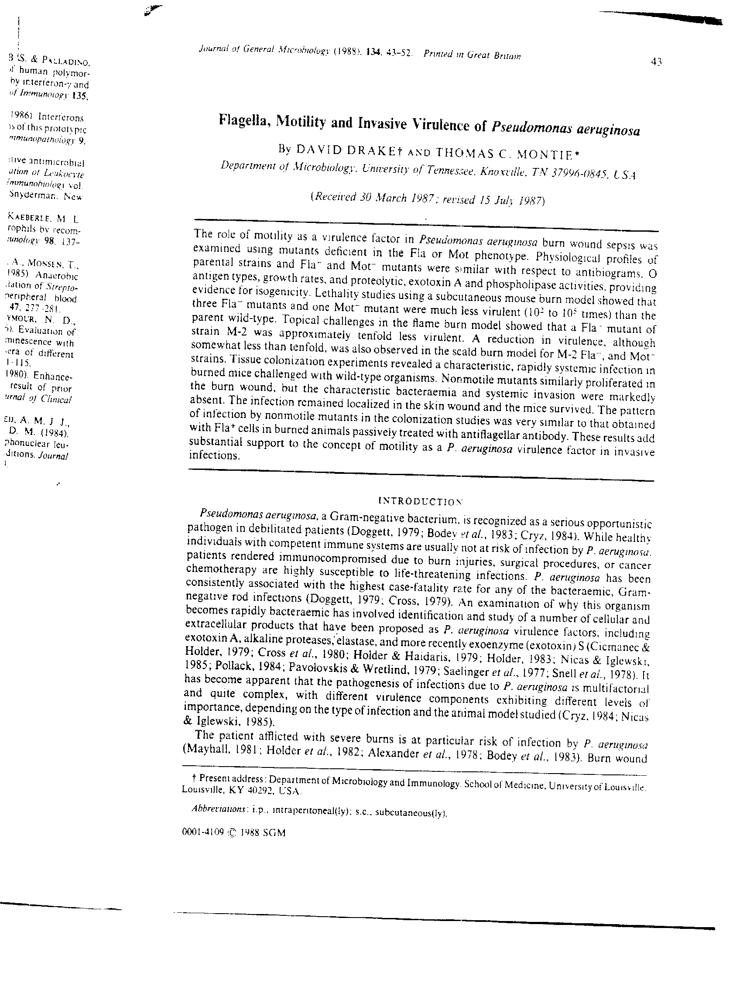 B S. & PALLADINO,
of human polymor-
by interferon-γ and
of Immunology 135,
1986) Interferons
is of this prototypic
mmunopathology 9,
tive antimicrobial
ation of Leukocyte
Immunobiology vol
Snyderman. New
KAEBERLE, M L
rophils by recom-
unology 98, 137-
, A., MONSEN, T.,
1985) Anaerobic
lation of Strepto-
peripheral blood
47, 277-281.
YMOUR, N. D.,
5). Evaluation of
minescence with
era of different
1-115.
1980). Enhance-
result of prior
urnal of Clinical
ED, A. M. J J.,
D. M. (1984).
phonuclear leu-
ditions. Journal
Journal of General Microbiology (1988), 134, 43–52. Printed in Great Britain
43
Flagella, Motility and Invasive Virulence of Pseudomonas aeruginosa
By DAVID DRAKE† AND THOMAS C. MONTIE*
Department of Microbiology, University of Tennessee, Knoxville, TN 37996-0845, USA
(Received 30 March 1987; revised 15 July 1987)
The role of motility as a virulence factor in Pseudomonas aeruginosa burn wound sepsis was
examined using mutants deficient in the Fla or Mot phenotype. Physiological profiles of
parental strains and Fla⁻ and Mot⁻ mutants were similar with respect to antibiograms, O
antigen types, growth rates, and proteolytic, exotoxin A and phospholipase activities, providing
evidence for isogenicity. Lethality studies using a subcutaneous mouse burn model showed that
three Fla⁻ mutants and one Mot⁻ mutant were much less virulent (10² to 10⁵ times) than the
parent wild-type. Topical challenges in the flame burn model showed that a Fla⁻ mutant of
strain M-2 was approximately tenfold less virulent. A reduction in virulence, although
somewhat less than tenfold, was also observed in the scald burn model for M-2 Fla⁻, and Mot⁻
strains. Tissue colonization experiments revealed a characteristic, rapidly systemic infection in
burned mice challenged with wild-type organisms. Nonmotile mutants similarly proliferated in
the burn wound, but the characteristic bacteraemia and systemic invasion were markedly
absent. The infection remained localized in the skin wound and the mice survived. The pattern
of infection by nonmotile mutants in the colonization studies was very similar to that obtained
with Fla⁺ cells in burned animals passively treated with antiflagellar antibody. These results add
substantial support to the concept of motility as a P. aeruginosa virulence factor in invasive
infections.
INTRODUCTION
Pseudomonas aeruginosa, a Gram-negative bacterium, is recognized as a serious opportunistic
pathogen in debilitated patients (Doggett, 1979; Bodey et al., 1983; Cryz, 1984). While healthy
individuals with competent immune systems are usually not at risk of infection by P. aeruginosa,
patients rendered immunocompromised due to burn injuries, surgical procedures, or cancer
chemotherapy are highly susceptible to life-threatening infections. P. aeruginosa has been
consistently associated with the highest case-fatality rate for any of the bacteraemic, Gram-
negative rod infections (Doggett, 1979; Cross, 1979). An examination of why this organism
becomes rapidly bacteraemic has involved identification and study of a number of cellular and
extracellular products that have been proposed as P. aeruginosa virulence factors, including
exotoxin A, alkaline proteases, elastase, and more recently exoenzyme (exotoxin) S (Cicmanec &
Holder, 1979; Cross et al., 1980; Holder & Haidaris, 1979; Holder, 1983; Nicas & Iglewski,
1985; Pollack, 1984; Pavolovskis & Wretlind, 1979; Saelinger et al., 1977; Snell et al., 1978). It
has become apparent that the pathogenesis of infections due to P. aeruginosa is multifactorial
and quite complex, with different virulence components exhibiting different levels of
importance, depending on the type of infection and the animal model studied (Cryz, 1984; Nicas
& Iglewski, 1985).
The patient afflicted with severe burns is at particular risk of infection by P. aeruginosa
(Mayhall, 1981; Holder et al., 1982; Alexander et al., 1978; Bodey et al., 1983). Burn wound
† Present address: Department of Microbiology and Immunology, School of Medicine, University of Louisville,
Louisville, KY 40292, USA.
Abbreviations: i.p., intraperitoneal(ly); s.c., subcutaneous(ly).
0001-4109 © 1988 SGM